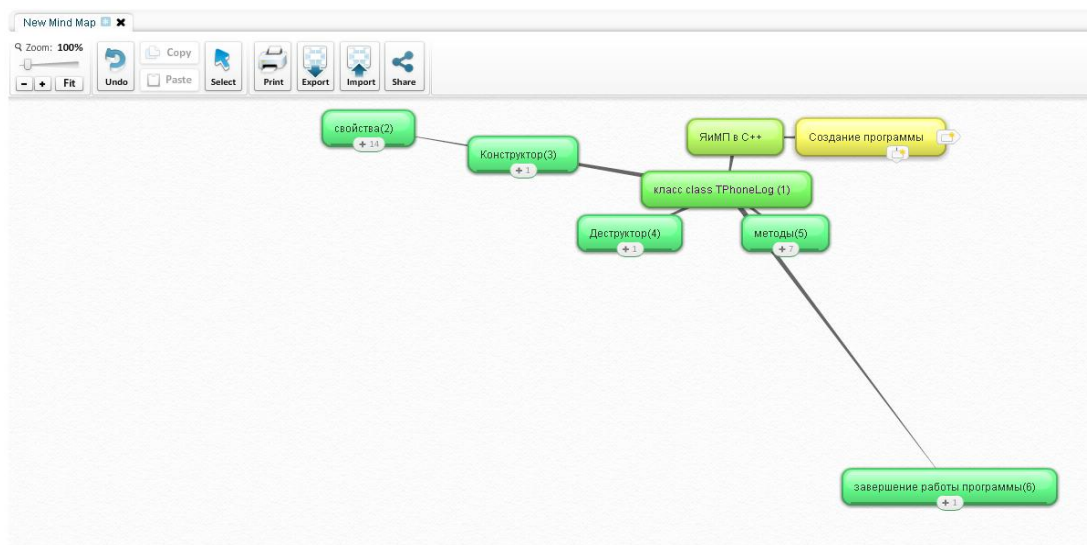 New Mind Map
Zoom: 100%
Fit
Undo
Copy
Paste
Select
Print
Export
Import
Share
свойства(2)
+ 14
ЯиМП в С++
Создание программы
Конструктор(3)
+ 1
класс class TPhoneLog (1)
Деструктор(4)
+ 1
методы(5)
+ 7
завершение работы программы(6)
+ 1